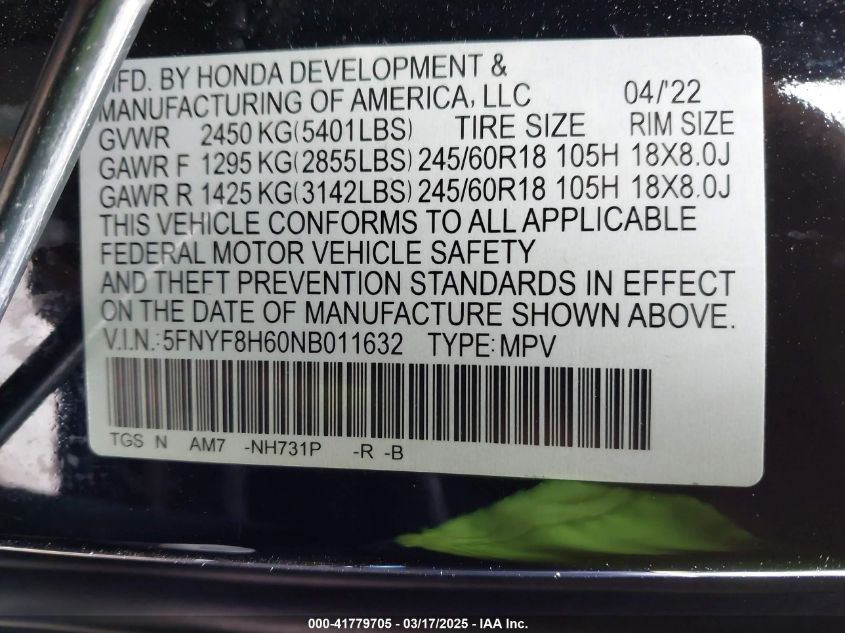 MFD. BY HONDA DEVELOPMENT &
MANUFACTURING OF AMERICA, LLC 04/'22
GVWR 2450 KG(5401LBS) TIRE SIZE RIM SIZE
GAWR F 1295 KG(2855LBS) 245/60R18 105H 18X8.0J
GAWR R 1425 KG(3142LBS) 245/60R18 105H 18X8.0J
THIS VEHICLE CONFORMS TO ALL APPLICABLE
FEDERAL MOTOR VEHICLE SAFETY
AND THEFT PREVENTION STANDARDS IN EFFECT
ON THE DATE OF MANUFACTURE SHOWN ABOVE.
V.I.N.: 5FNYF8H60NB011632 TYPE: MPV
TGS N AM7 -NH731P -R -B
000-41779705 - 03/17/2025 - IAA Inc.